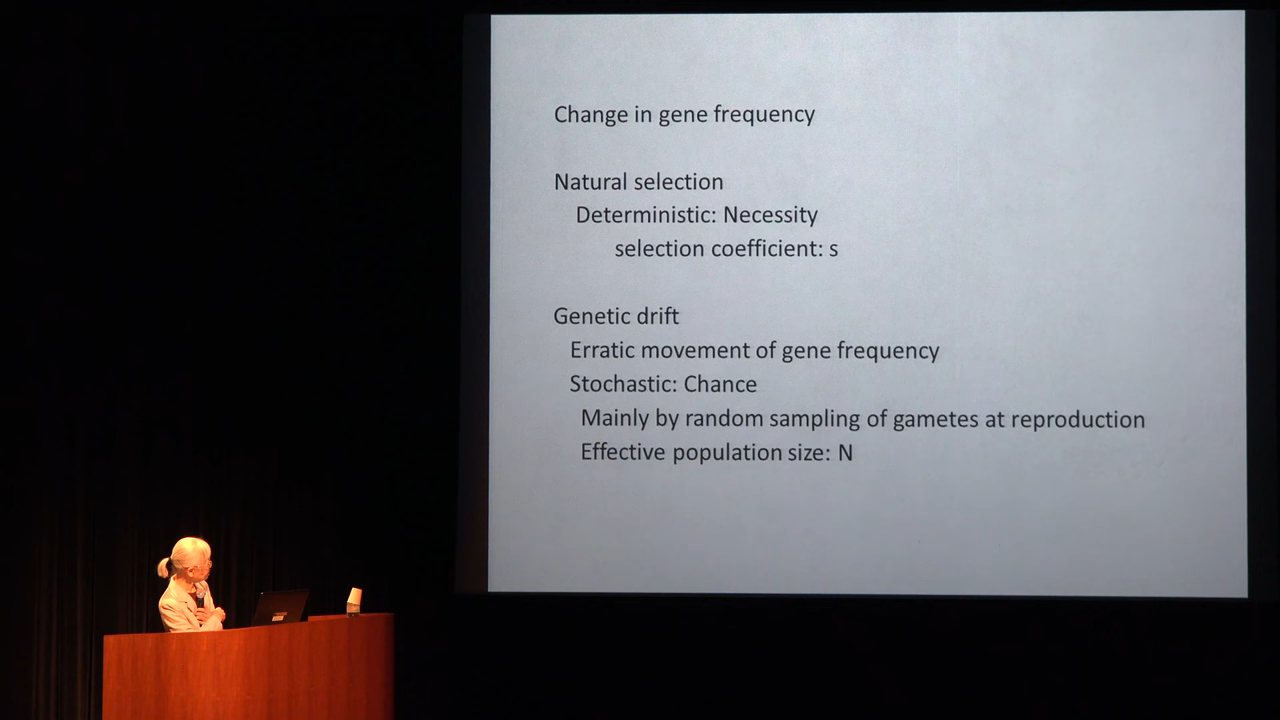 Change in gene frequency
Natural selection
Deterministic: Necessity
selection coefficient: s
Genetic drift
Erratic movement of gene frequency
Stochastic: Chance
Mainly by random sampling of gametes at reproduction
Effective population size: N